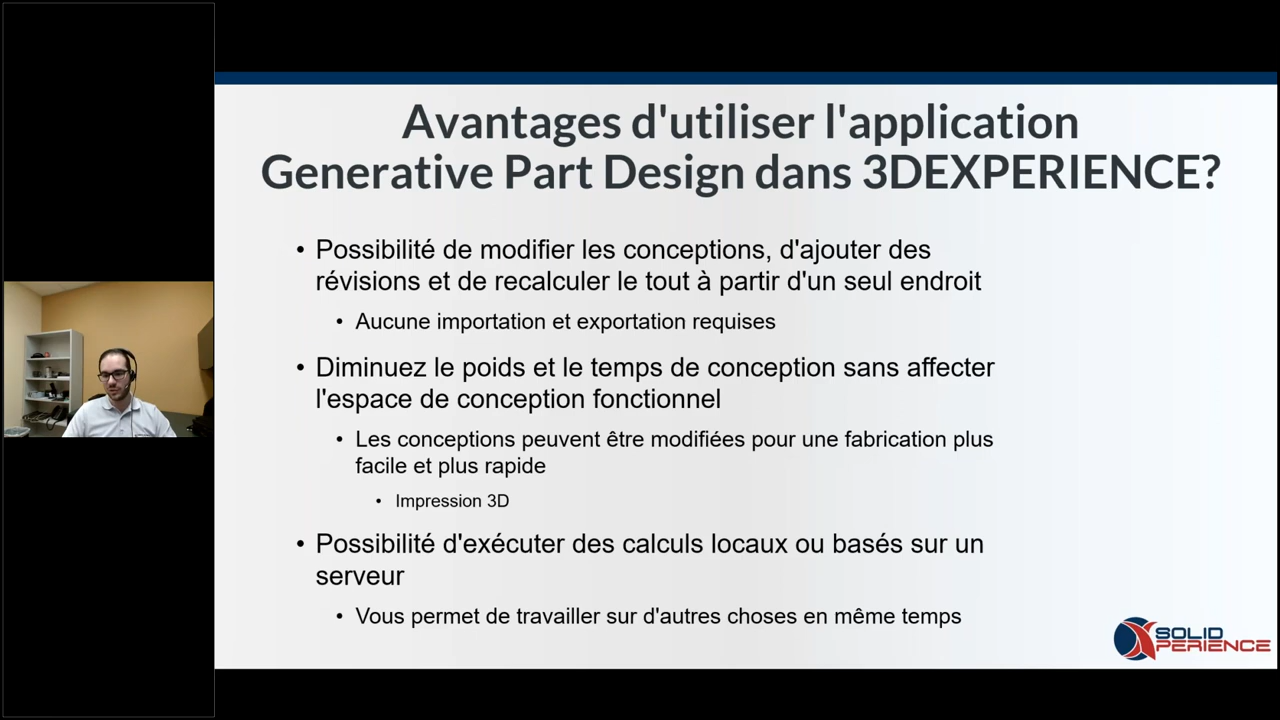 Avantages d'utiliser l'application
Generative Part Design dans 3DEXPERIENCE?
• Possibilité de modifier les conceptions, d'ajouter des
révisions et de recalculer le tout à partir d'un seul endroit
• Aucune importation et exportation requises
• Diminuez le poids et le temps de conception sans affecter
l'espace de conception fonctionnel
• Les conceptions peuvent être modifiées pour une fabrication plus
facile et plus rapide
• Impression 3D
• Possibilité d'exécuter des calculs locaux ou basés sur un
serveur
• Vous permet de travailler sur d'autres choses en même temps
SOLID
XPERIENCE